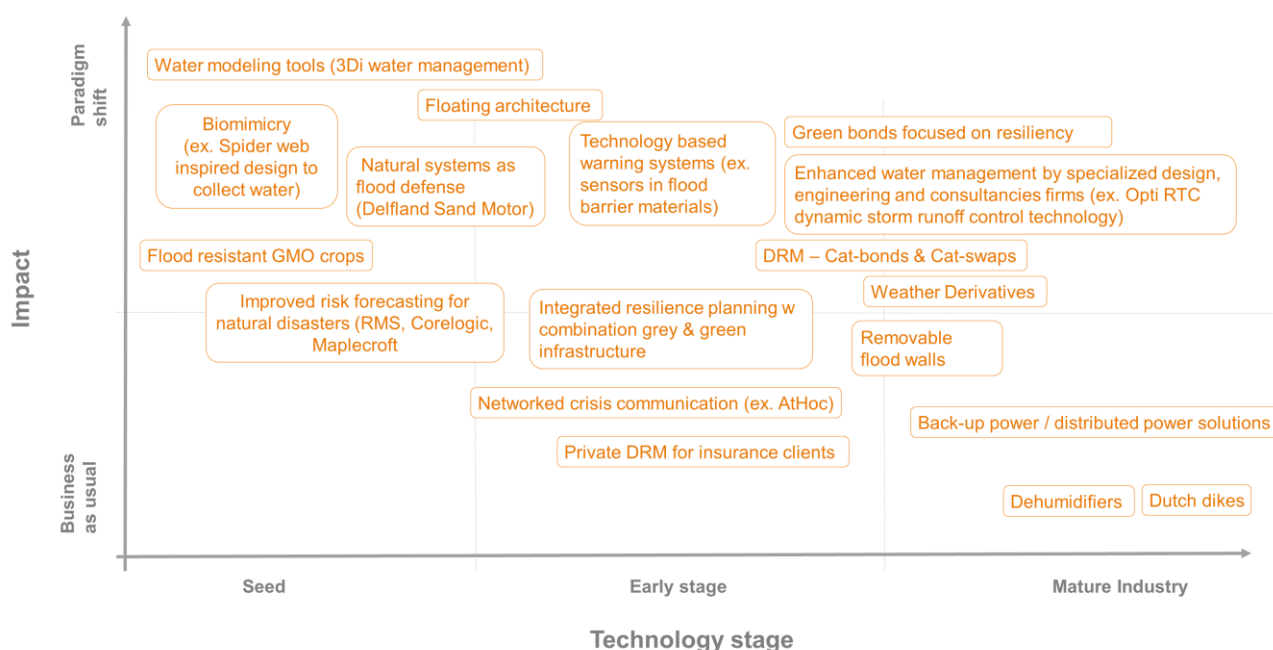 Paradigm
shift
Impact
Business
as usual
Water modeling tools (3Di water management)
Floating architecture
Biomimicry
(ex. Spider web
inspired design to
collect water)
Natural systems as
flood defense
(Delfland Sand Motor)
Technology based
warning systems (ex.
sensors in flood
barrier materials)
Green bonds focused on resiliency
Enhanced water management by specialized design,
engineering and consultancies firms (ex. Opti RTC
dynamic storm runoff control technology)
Flood resistant GMO crops
DRM – Cat-bonds & Cat-swaps
Weather Derivatives
Improved risk forecasting for
natural disasters (RMS, Corelogic,
Maplecroft
Integrated resilience planning w
combination grey & green
infrastructure
Removable
flood walls
Networked crisis communication (ex. AtHoc)
Back-up power / distributed power solutions
Private DRM for insurance clients
Dehumidifiers
Dutch dikes
Seed
Early stage
Mature Industry
Technology stage